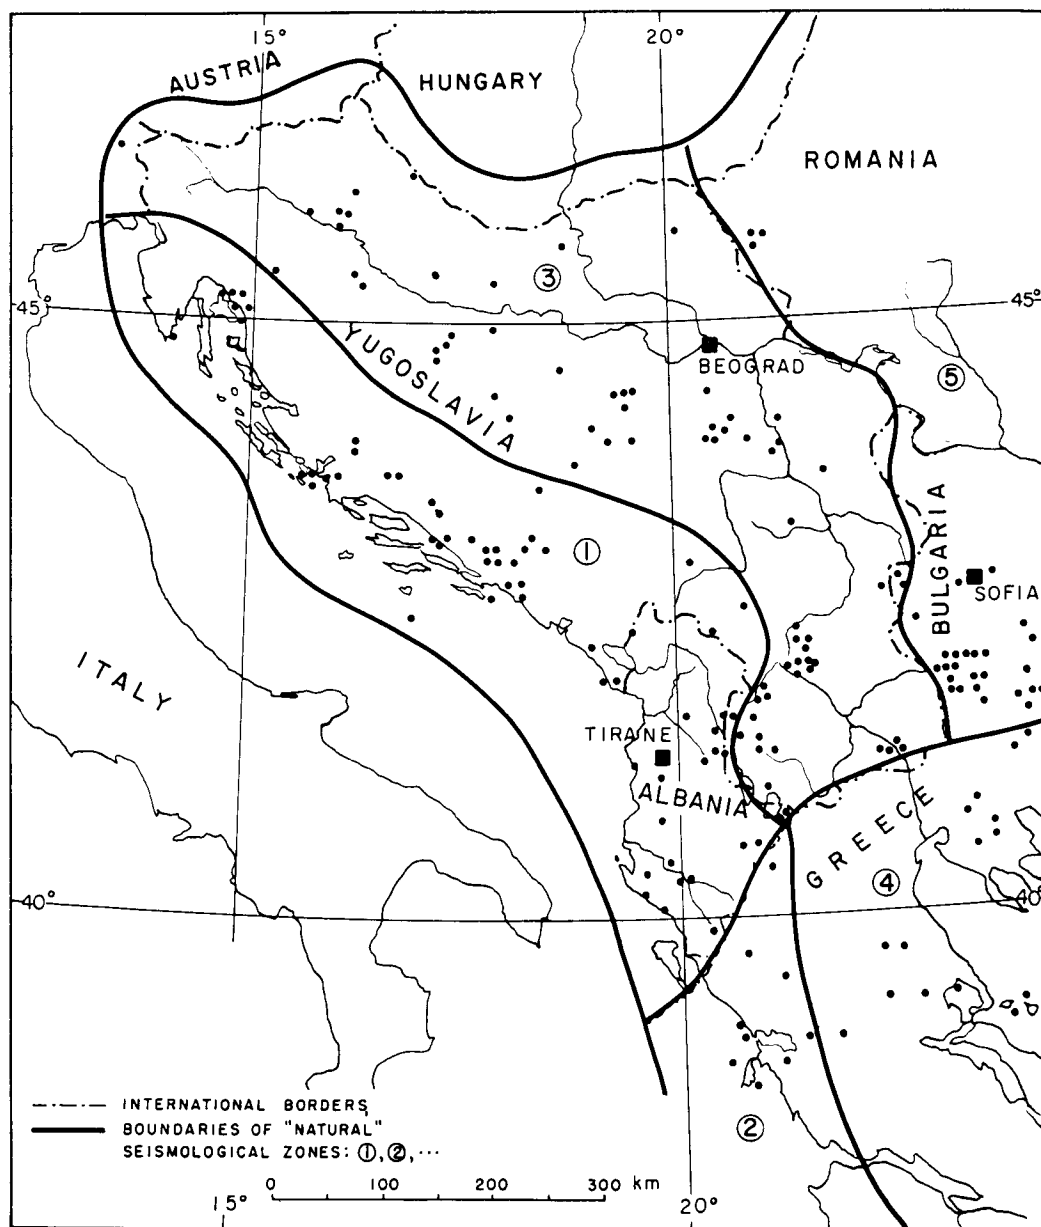 15° 20°
AUSTRIA
HUNGARY
ROMANIA
③
45° 45°
YUGOSLAVIA
BEOGRAD
⑤
BULGARIA
①
SOFIA
ITALY
TIRANE
ALBANIA
GREECE
④
40° 40°
②
INTERNATIONAL BORDERS,
BOUNDARIES OF "NATURAL"
SEISMOLOGICAL ZONES: ①, ②, ...
0 100 200 300 km
15° 20°